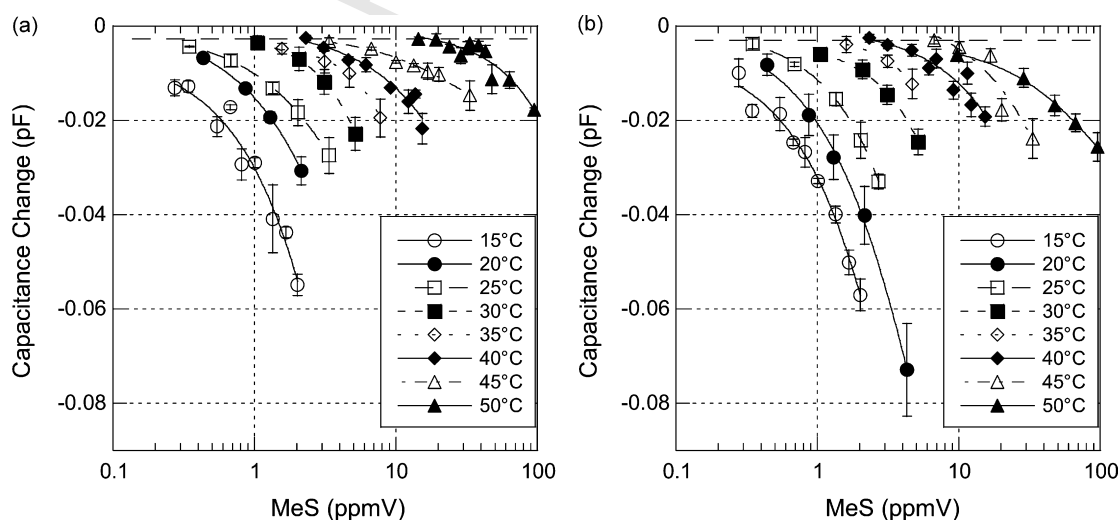 (a)
0
-0.02
-0.04
-0.06
-0.08
Capacitance Change (pF)
15°C
20°C
25°C
30°C
35°C
40°C
45°C
50°C
0.1 1 10 100
MeS (ppmV)
(b)
0
-0.02
-0.04
-0.06
-0.08
Capacitance Change (pF)
15°C
20°C
25°C
30°C
35°C
40°C
45°C
50°C
0.1 1 10 100
MeS (ppmV)